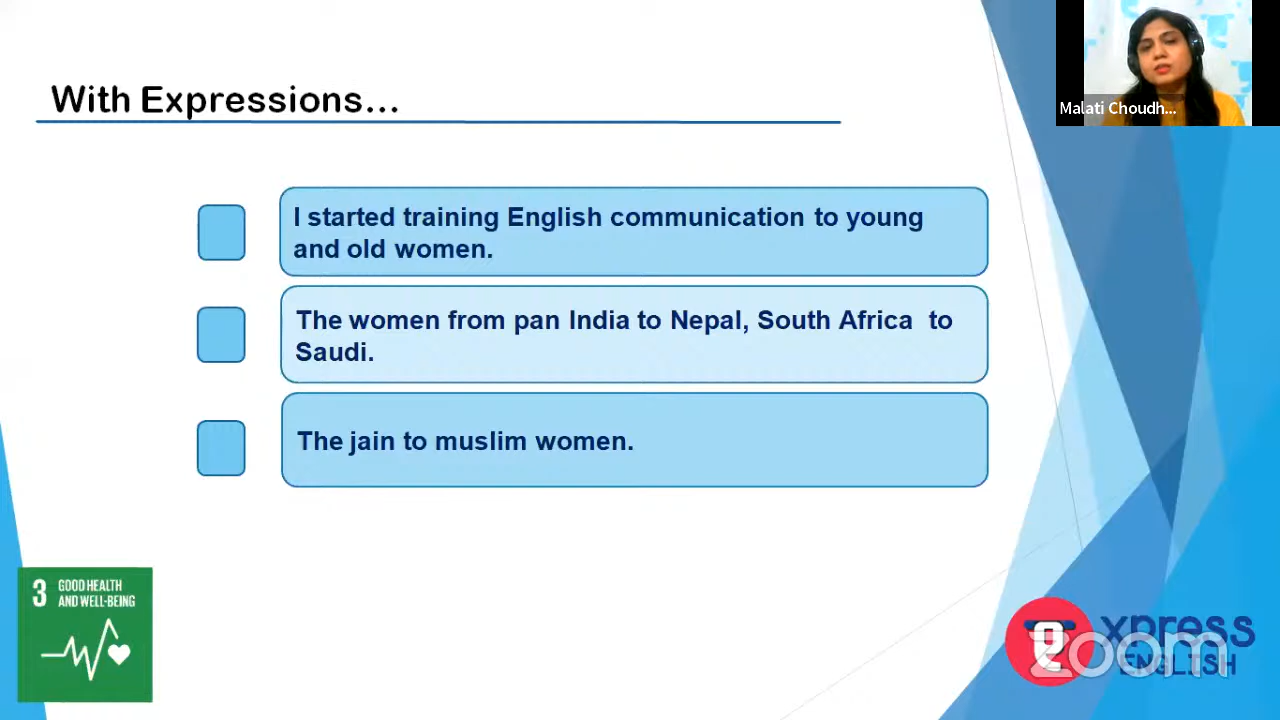 With Expressions...
Malati Choudh...
I started training English communication to young
and old women.
The women from pan India to Nepal, South Africa to
Saudi.
The jain to muslim women.
3 GOOD HEALTH
AND WELL-BEING
e xpress
ENGLISH
zoom